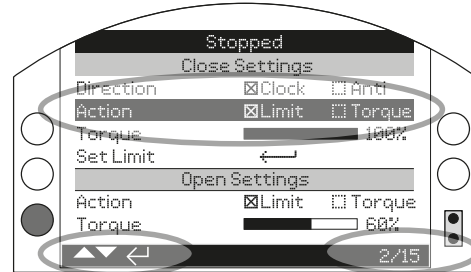 Stopped
Close Settings
Direction ☒Clock ☐Anti
Action ☒Limit ☐Torque
Torque 100%
Set Limit
Open Settings
Action ☒Limit ☐Torque
Torque 60%
2/15